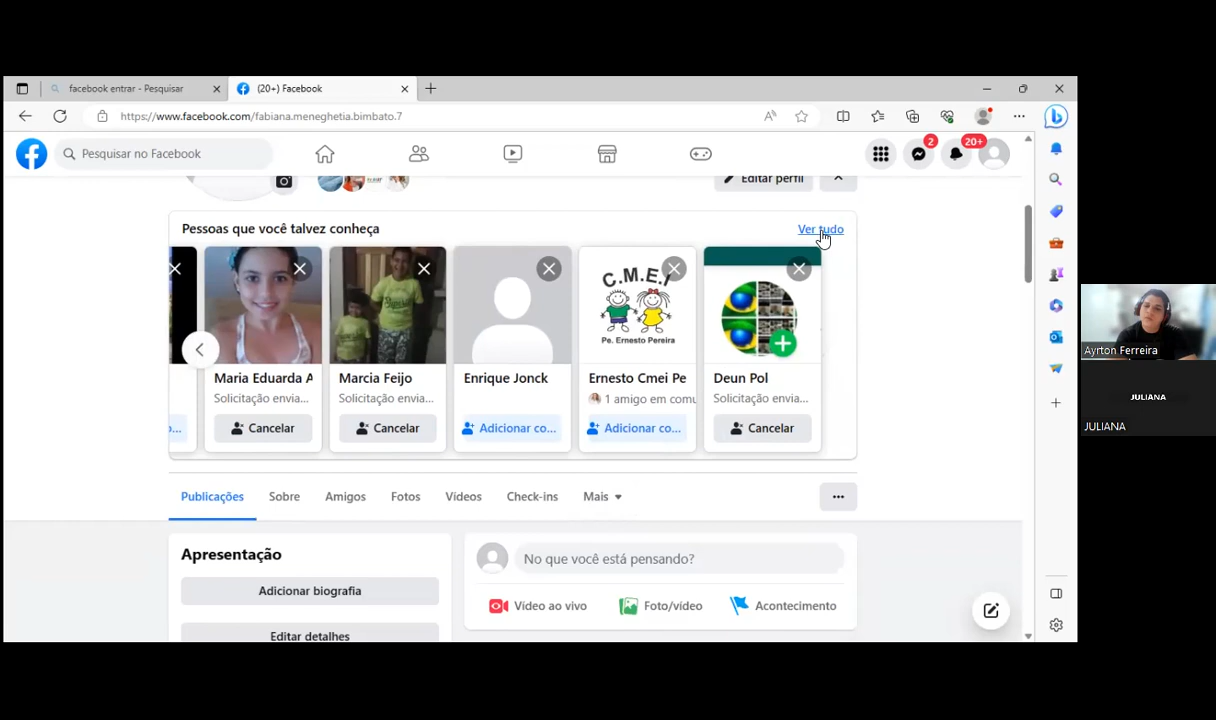 facebook entrar - Pesquisar
(20+) Facebook
https://www.facebook.com/fabiana.meneghetia.bimbato.7
Pesquisar no Facebook
2
20+
Editar perfil
Pessoas que você talvez conheça
Ver tudo
C.M.E.I
Pe. Ernesto Pereira
Maria Eduarda A
Marcia Feijo
Enrique Jonck
Ernesto Cmei Pe
Deun Pol
Solicitação envia...
Solicitação envia...
1 amigo em comu
Solicitação envia...
o...
Cancelar
Cancelar
Adicionar co...
Adicionar co...
Cancelar
Publicações
Sobre
Amigos
Fotos
Vídeos
Check-ins
Mais
Apresentação
Adicionar biografia
Editar detalhes
No que você está pensando?
Vídeo ao vivo
Foto/vídeo
Acontecimento
Ayrton Ferreira
JULIANA
JULIANA